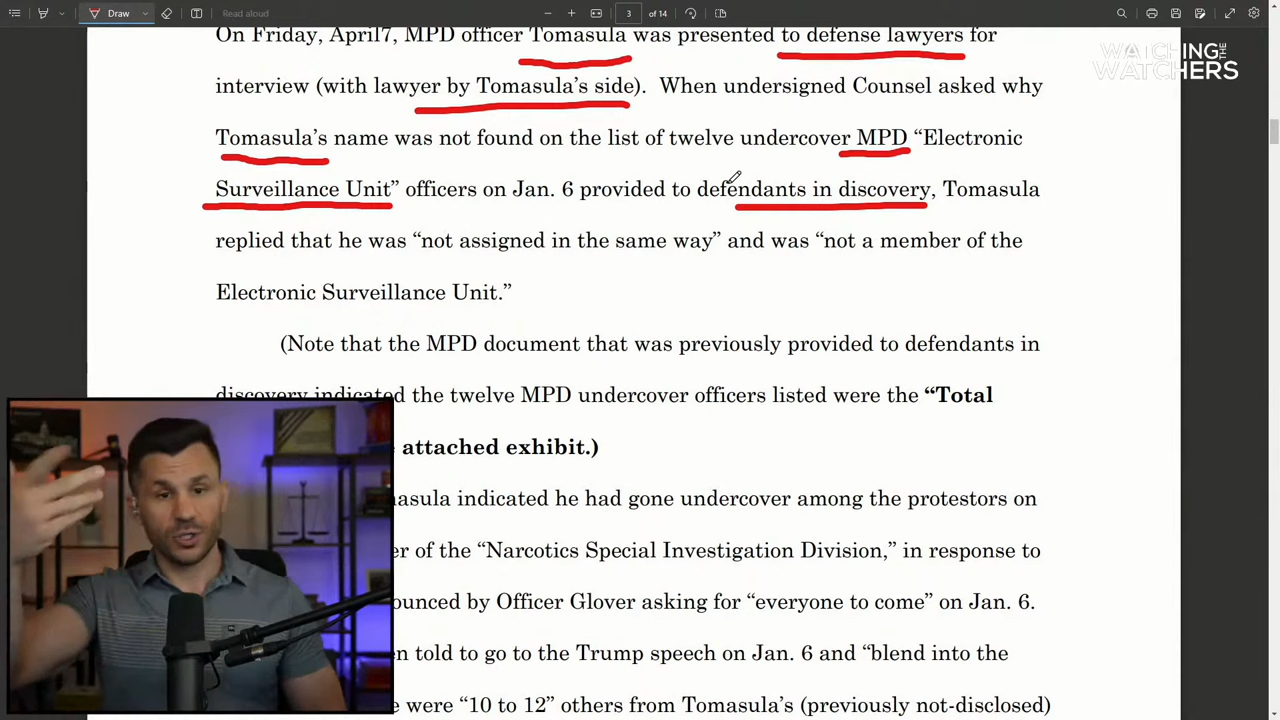 Draw
Read aloud
3
of 14
On Friday, April7, MPD officer Tomasula was presented to defense lawyers for
WATCHING
THE
WATCHERS
interview (with lawyer by Tomasula’s side). When undersigned Counsel asked why
Tomasula’s name was not found on the list of twelve undercover MPD “Electronic
Surveillance Unit” officers on Jan. 6 provided to defendants in discovery, Tomasula
replied that he was “not assigned in the same way” and was “not a member of the
Electronic Surveillance Unit.”
(Note that the MPD document that was previously provided to defendants in
discovery indicated the twelve MPD undercover officers listed were the “Total
attached exhibit.)
indicated he had gone undercover among the protestors on
of the “Narcotics Special Investigation Division,” in response to
by Officer Glover asking for “everyone to come” on Jan. 6.
told to go to the Trump speech on Jan. 6 and “blend into the
were “10 to 12” others from Tomasula’s (previously not-disclosed)